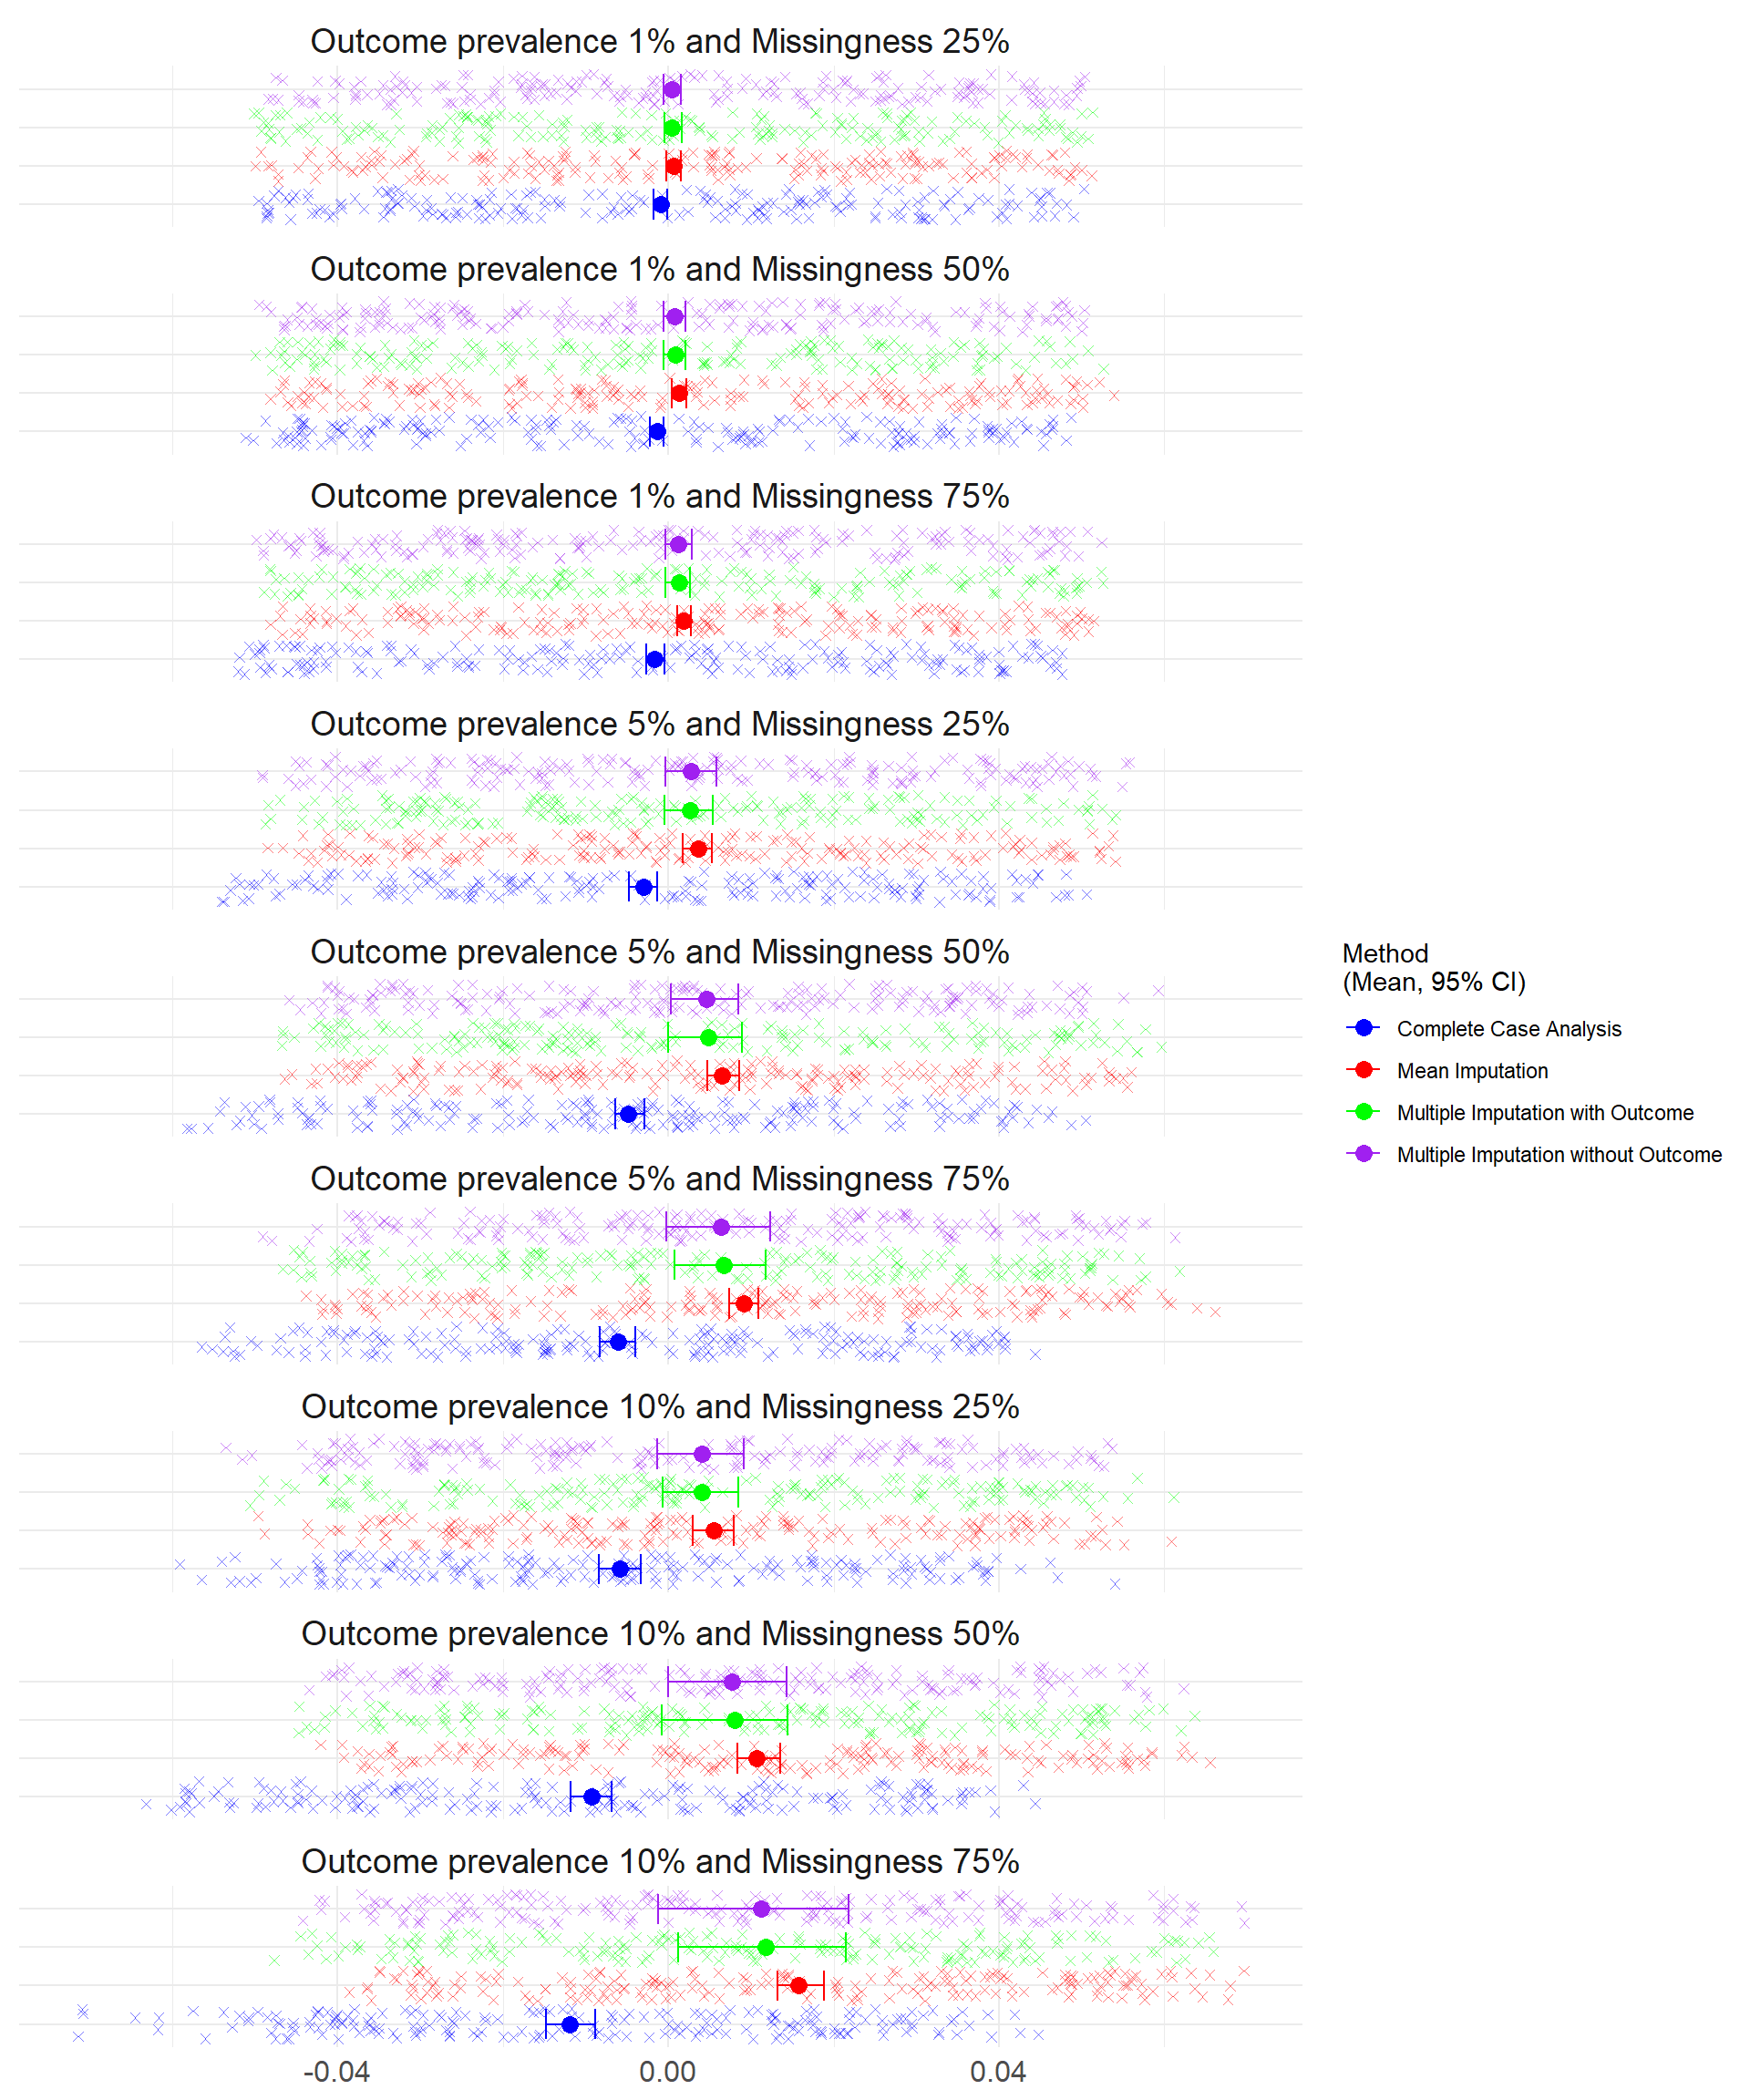 Outcome prevalence 1% and Missingness 25%
Outcome prevalence 1% and Missingness 50%
Outcome prevalence 1% and Missingness 75%
Outcome prevalence 5% and Missingness 25%
Outcome prevalence 5% and Missingness 50%
Outcome prevalence 5% and Missingness 75%
Outcome prevalence 10% and Missingness 25%
Outcome prevalence 10% and Missingness 50%
Outcome prevalence 10% and Missingness 75%
-0.04 0.00 0.04
Method
(Mean, 95% CI)
Complete Case Analysis
Mean Imputation
Multiple Imputation with Outcome
Multiple Imputation without Outcome